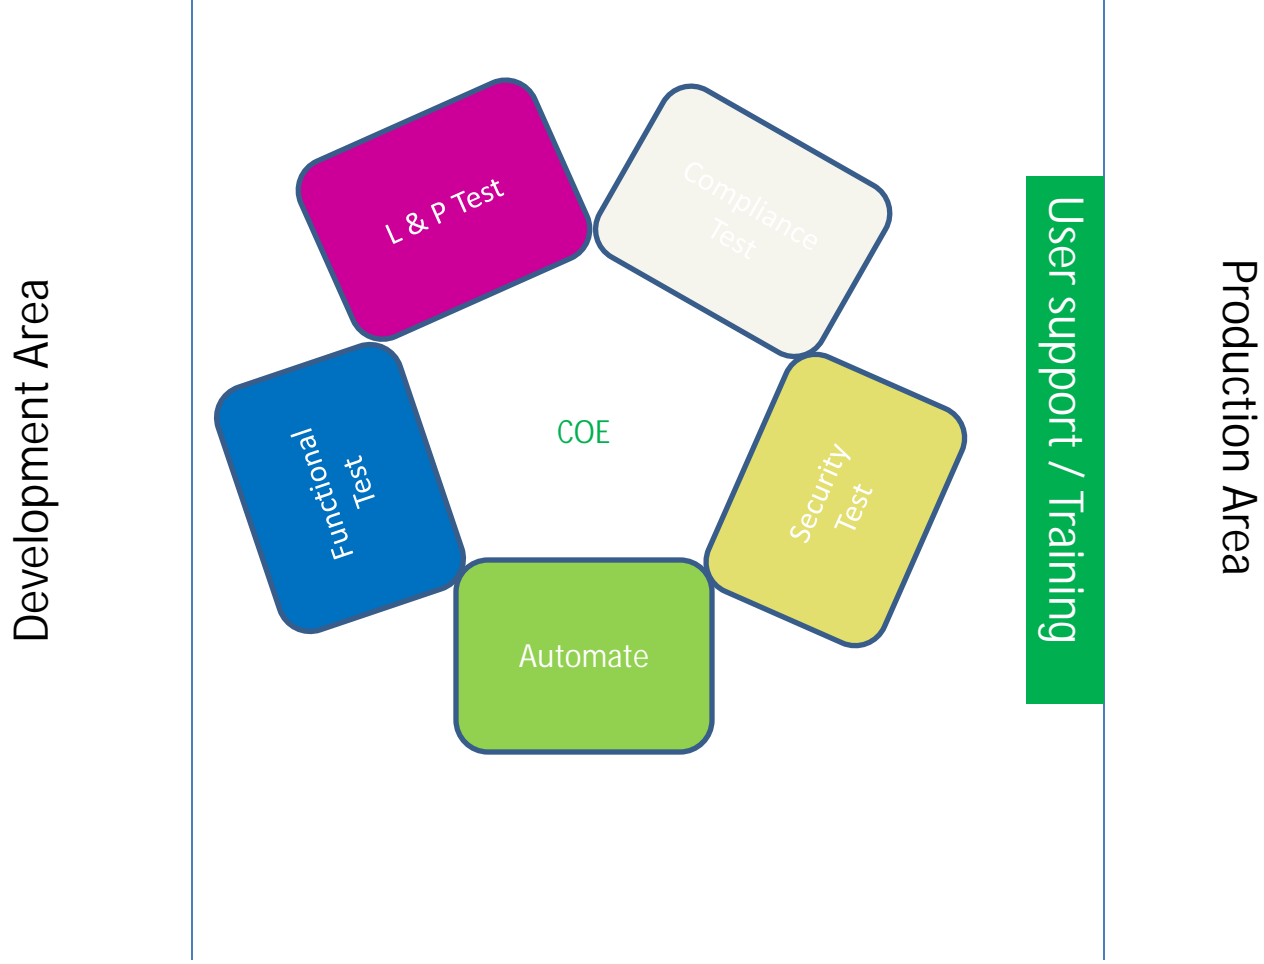 Development Area
L & P Test
Compliance
Test
Functional
Test
COE
Security
Test
Automate
User support / Training
Production Area